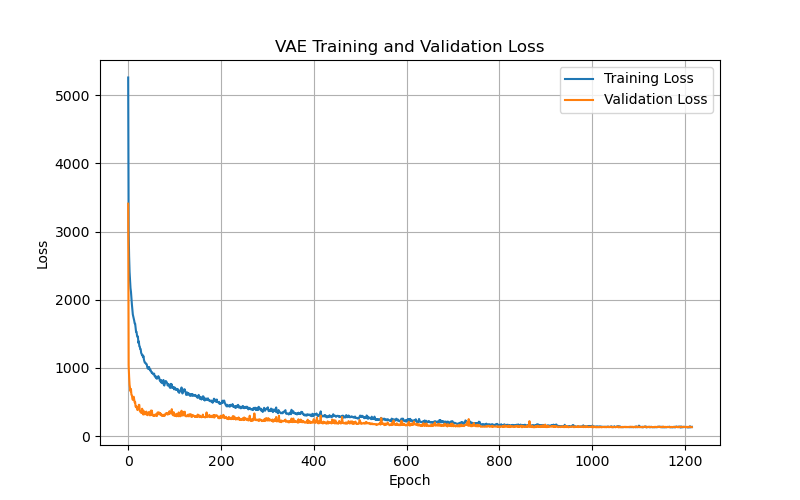 VAE Training and Validation Loss
Training Loss
Validation Loss
5000
4000
3000
2000
1000
0
Loss
0 200 400 600 800 1000 1200
Epoch